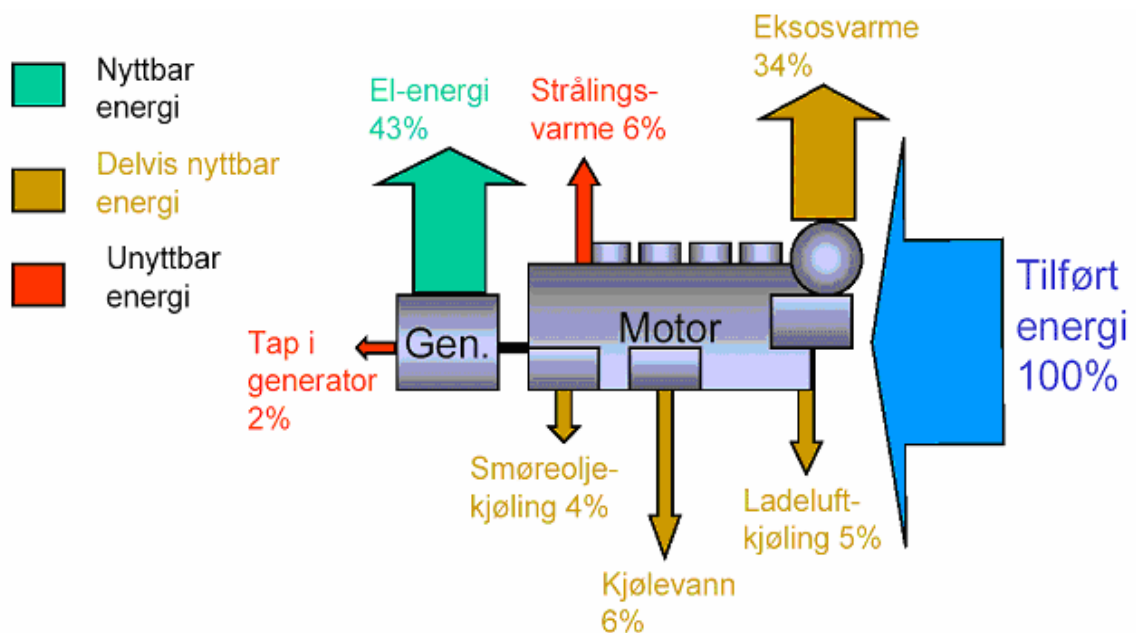 Nyttbar
energi
Delvis nyttbar
energi
Unyttbar
energi
El-energi
43%
Strålings-
varme 6%
Eksosvarme
34%
Tilført
energi
100%
Motor
Gen.
Tap i
generator
2%
Smøreolje-
kjøling 4%
Kjølevann
6%
Ladeluft-
kjøling 5%